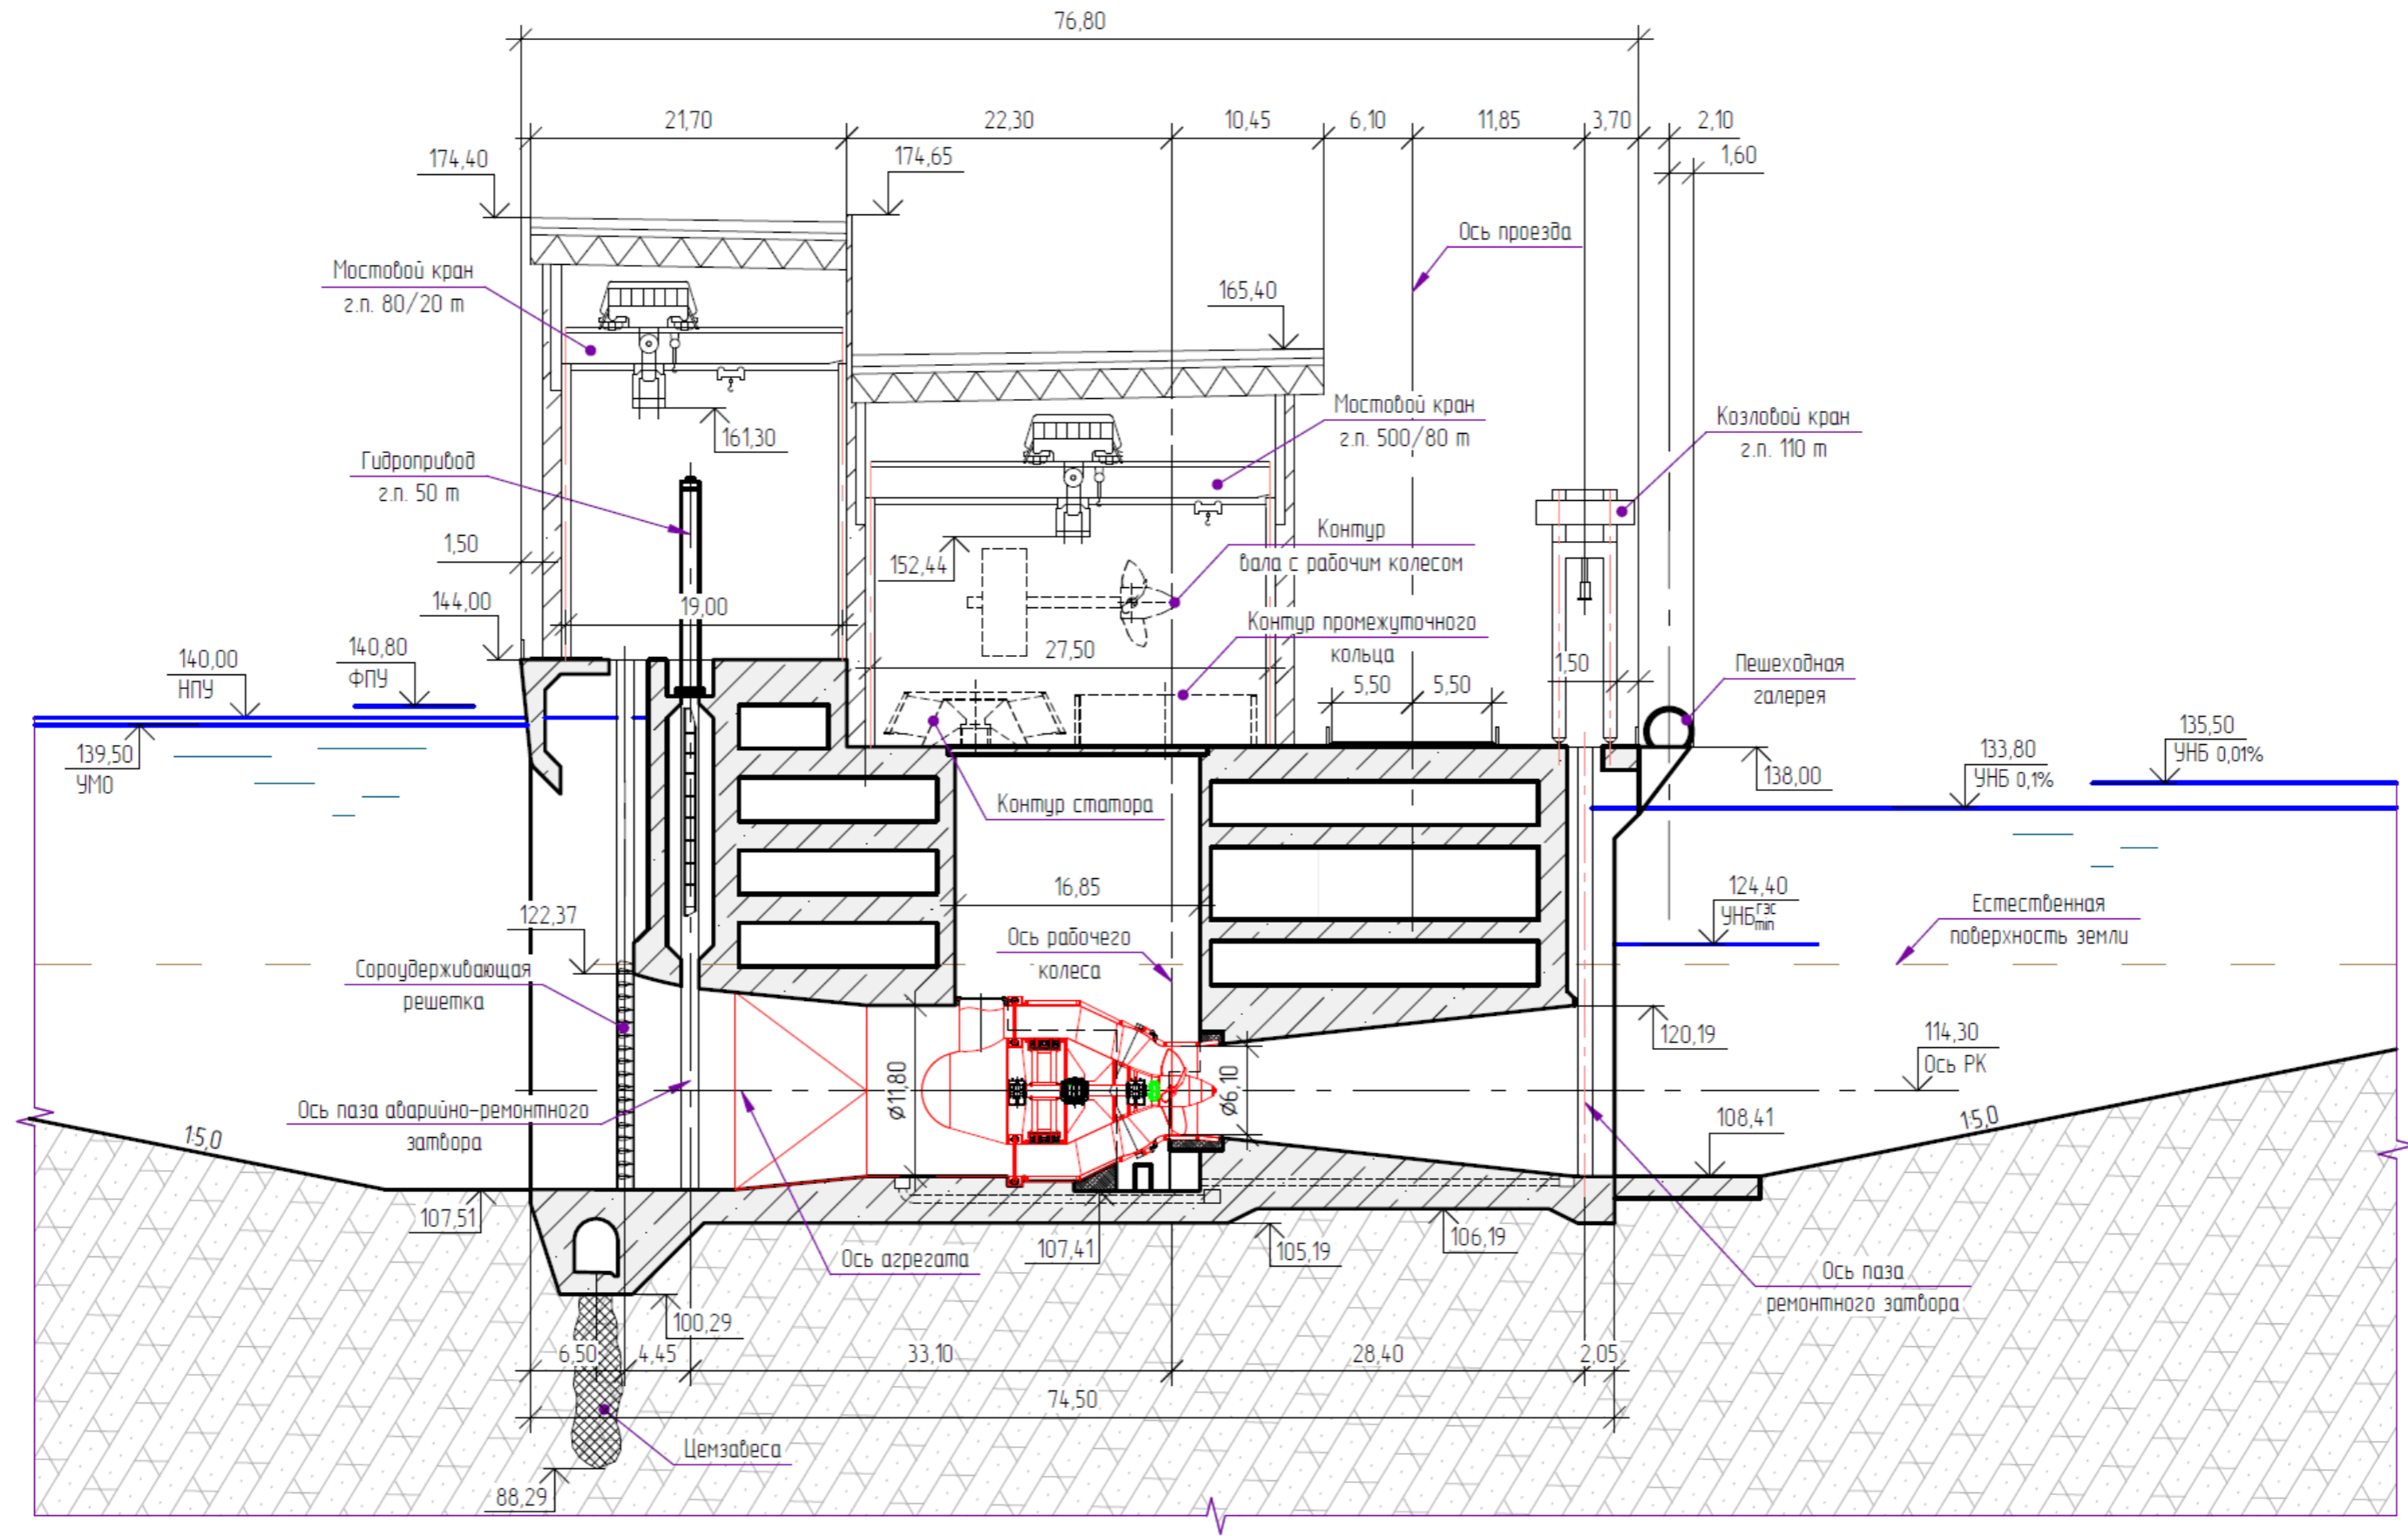 76,80
21,70
22,30
10,45
6,10
11,85
3,70
2,10
1,60
174,40
174,65
Ось проезда
Мостовой кран
г.п. 80/20 т
165,40
161,30
Мостовой кран
г.п. 500/80 т
Козловой кран
г.п. 110 т
Гидропривод
г.п. 50 т
1,50
152,44
Контур
вала с рабочим колесом
144,00
19,00
Контур промежуточного
кольца
27,50
1,50
5,50
5,50
Пешеходная
галерея
140,00
НПУ
140,80
ФПУ
139,50
УМО
135,50
УНБ 0,01%
133,80
УНБ 0,1%
138,00
Контур статора
16,85
122,37
124,40
УНБ ГЭС min
Естественная
поверхность земли
Сороудерживающая
решетка
Ось рабочего
колеса
120,19
114,30
Ось РК
Ø11,80
Ø6,10
Ось паза аварийно-ремонтного
затвора
1:5,0
108,41
1:5,0
107,51
Ось агрегата
107,41
105,19
106,19
Ось паза
ремонтного затвора
100,29
6,50
4,45
33,10
28,40
2,05
74,50
Цемзавеса
88,29